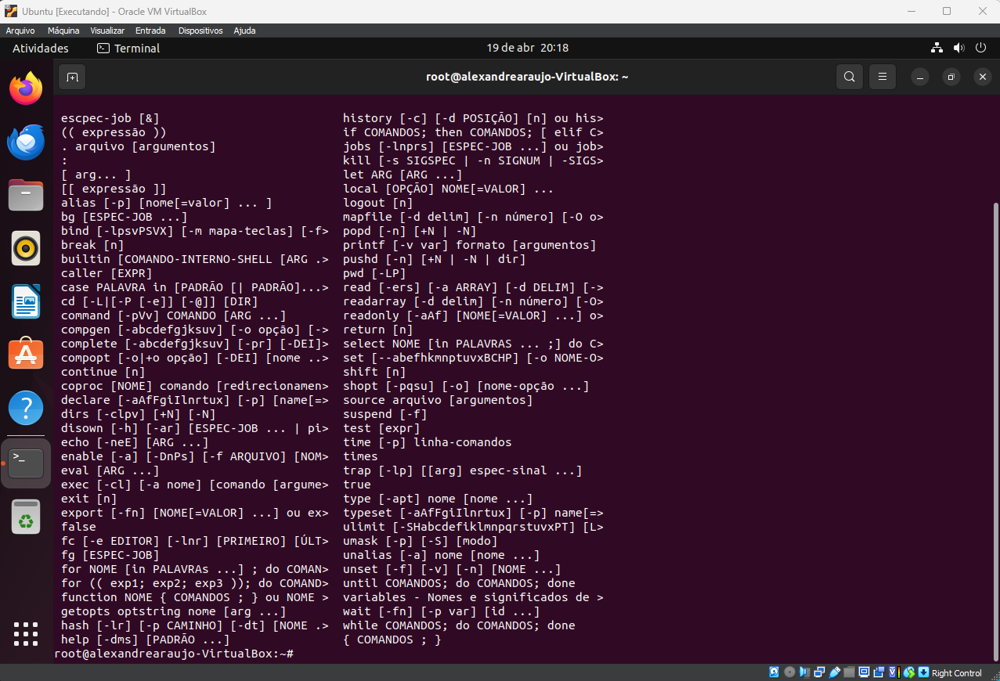 Ubuntu [Executando] - Oracle VM VirtualBox
Arquivo Máquina Visualizar Entrada Dispositivos Ajuda
Atividades Terminal 19 de abr 20:18
root@alexandrearaujo-VirtualBox: ~
escpec-job [&] history [-c] [-d POSIÇÃO] [n] ou his>
(( expressão )) if COMANDOS; then COMANDOS; [ elif C>
. arquivo [argumentos] jobs [-lnprs] [ESPEC-JOB ...] ou job>
: kill [-s SIGSPEC | -n SIGNUM | -SIGS>
[ arg... ] let ARG [ARG ...]
[[ expressão ]] local [OPÇÃO] NOME[=VALOR] ...
alias [-p] [nome[=valor] ... ] logout [n]
bg [ESPEC-JOB ...] mapfile [-d delim] [-n número] [-O o>
bind [-lpsvPSVX] [-m mapa-teclas] [-f> popd [-n] [+N | -N]
break [n] printf [-v var] formato [argumentos]
builtin [COMANDO-INTERNO-SHELL [ARG .> pushd [-n] [+N | -N | dir]
caller [EXPR] pwd [-LP]
case PALAVRA in [PADRÃO [| PADRÃO]...> read [-ers] [-a ARRAY] [-d DELIM] [->
cd [-L|[-P [-e]] [-@]] [DIR] readarray [-d delim] [-n número] [-O>
command [-pVv] COMANDO [ARG ...] readonly [-aAf] [NOME[=VALOR] ...] o>
compgen [-abcdefgjksuv] [-o opção] [-> return [n]
complete [-abcdefgjksuv] [-pr] [-DEI]> select NOME [in PALAVRAS ... ;] do C>
compopt [-o|+o opção] [-DEI] [nome ..> set [--abefhkmnptuvxBCHP] [-o NOME-O>
continue [n] shift [n]
coproc [NOME] comando [redirecionamen> shopt [-pqsu] [-o] [nome-opção ...]
declare [-aAfFgiIlnrtux] [-p] [name[=> source arquivo [argumentos]
dirs [-clpv] [+N] [-N] suspend [-f]
disown [-h] [-ar] [ESPEC-JOB ... | pi> test [expr]
echo [-neE] [ARG ...] time [-p] linha-comandos
enable [-a] [-DnPs] [-f ARQUIVO] [NOM> times
eval [ARG ...] trap [-lp] [[arg] espec-sinal ...]
exec [-cl] [-a nome] [comando [argume> true
exit [n] type [-apt] nome [nome ...]
export [-fn] [NOME[=VALOR] ...] ou ex> typeset [-aAfFgiIlnrtux] [-p] name[=>
false ulimit [-SHabcdefiklmnpqrstuvxPT] [L>
fc [-e EDITOR] [-lnr] [PRIMEIRO] [ÚLT> umask [-p] [-S] [modo]
fg [ESPEC-JOB] unalias [-a] nome [nome ...]
for NOME [in PALAVRAs ...] ; do COMAN> unset [-f] [-v] [-n] [NOME ...]
for (( exp1; exp2; exp3 )); do COMAND> until COMANDOS; do COMANDOS; done
function NOME { COMANDOS ; } ou NOME > variables - Nomes e significados de >
getopts optstring nome [arg ...] wait [-fn] [-p var] [id ...]
hash [-lr] [-p CAMINHO] [-dt] [NOME .> while COMANDOS; do COMANDOS; done
help [-dms] [PADRÃO ...] { COMANDOS ; }
root@alexandrearaujo-VirtualBox:~#
Right Control